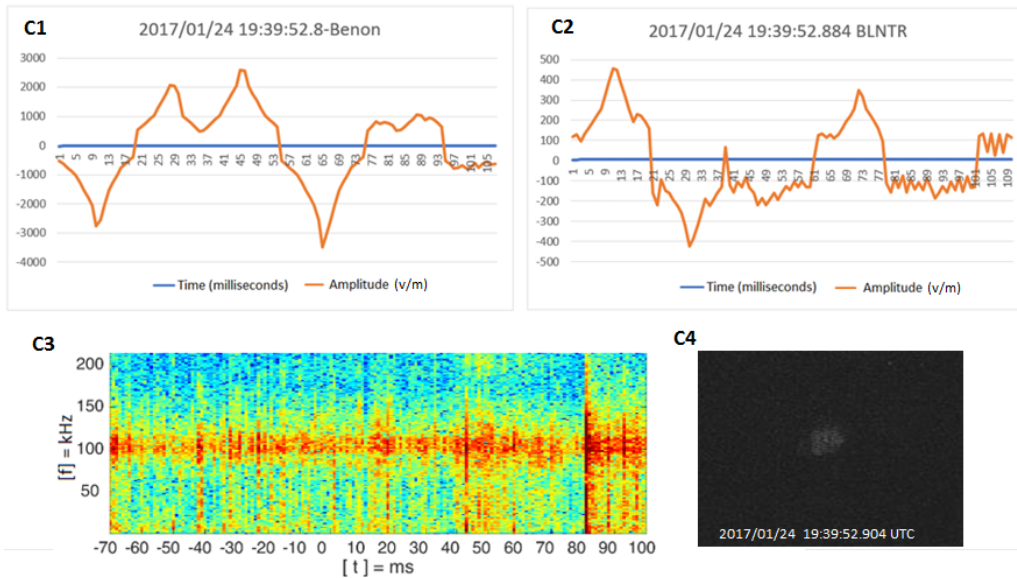 C1
2017/01/24 19:39:52.8-Benon
3000
2000
1000
0
-1000
-2000
-3000
-4000
1 5 9 13 17 21 25 29 33 37 41 45 49 53 57 61 65 69 73 77 81 85 89 93 97 101 105
Time (milliseconds) Amplitude (v/m)
C2
2017/01/24 19:39:52.884 BLNTR
500
400
300
200
100
0
-100
-200
-300
-400
-500
1 5 9 13 17 21 25 29 33 37 41 45 49 53 57 61 65 69 73 77 81 85 89 93 97 101 105 109
Time (milliseconds) Amplitude (v/m)
C3
[f] = kHz
200
150
100
50
-70 -60 -50 -40 -30 -20 -10 0 10 20 30 40 50 60 70 80 90 100
[ t ] = ms
C4
2017/01/24 19:39:52.904 UTC